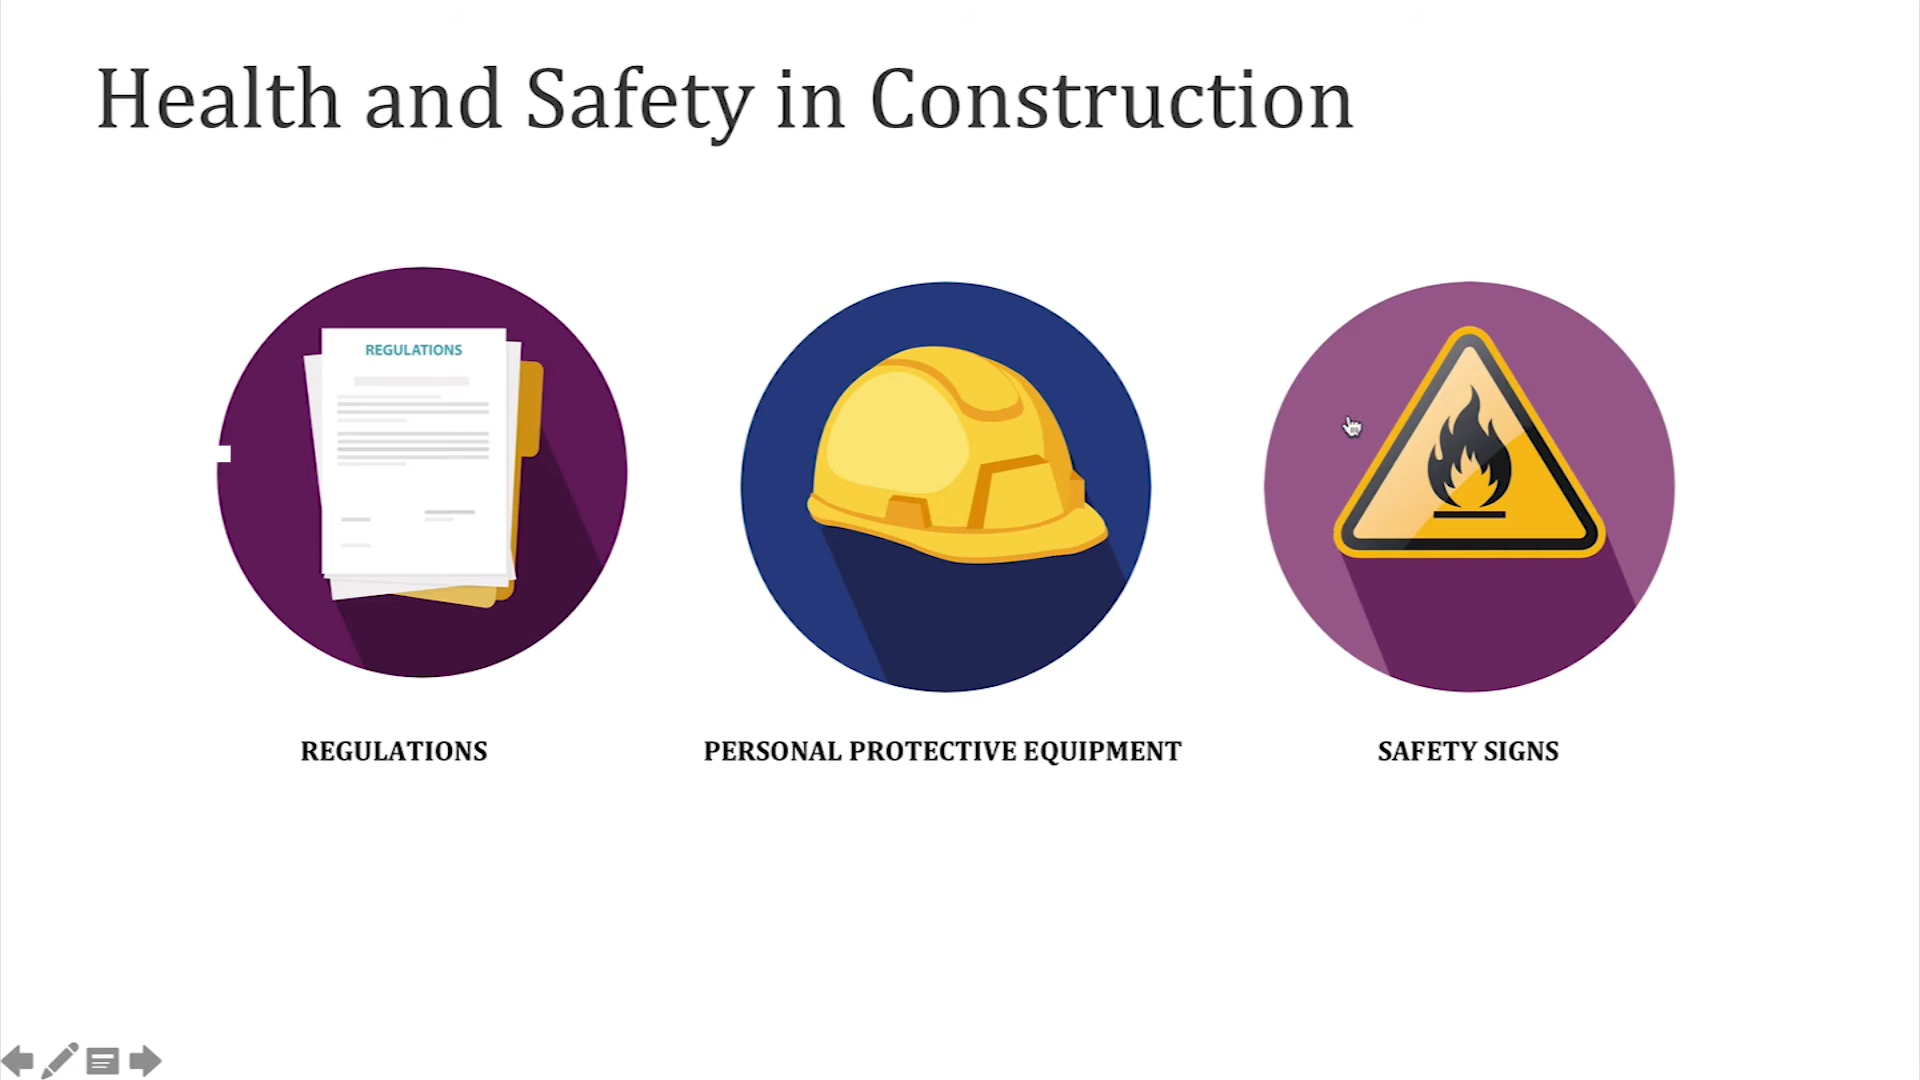 Health and Safety in Construction
REGULATIONS
REGULATIONS
PERSONAL PROTECTIVE EQUIPMENT
SAFETY SIGNS